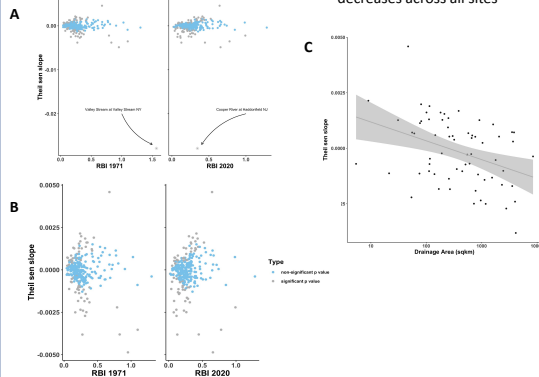 decreases across all sites
A
Theil sen slope
0.00
-0.01
-0.02
Valley Stream at Valley Stream NY
Cooper River at Haddonfield NJ
0.0 0.5 1.0 1.5
RBI 1971
0.0 0.5 1.0
RBI 2020
B
Theil sen slope
0.0050
0.0025
0.0000
-0.0025
-0.0050
0.0 0.5 1.0
RBI 1971
0.0 0.5 1.0
RBI 2020
Type
non-significant p value
significant p value
C
Theil sen slope
0.0050
0.0025
0.0000
10 100 1000
Drainage Area (sqkm)